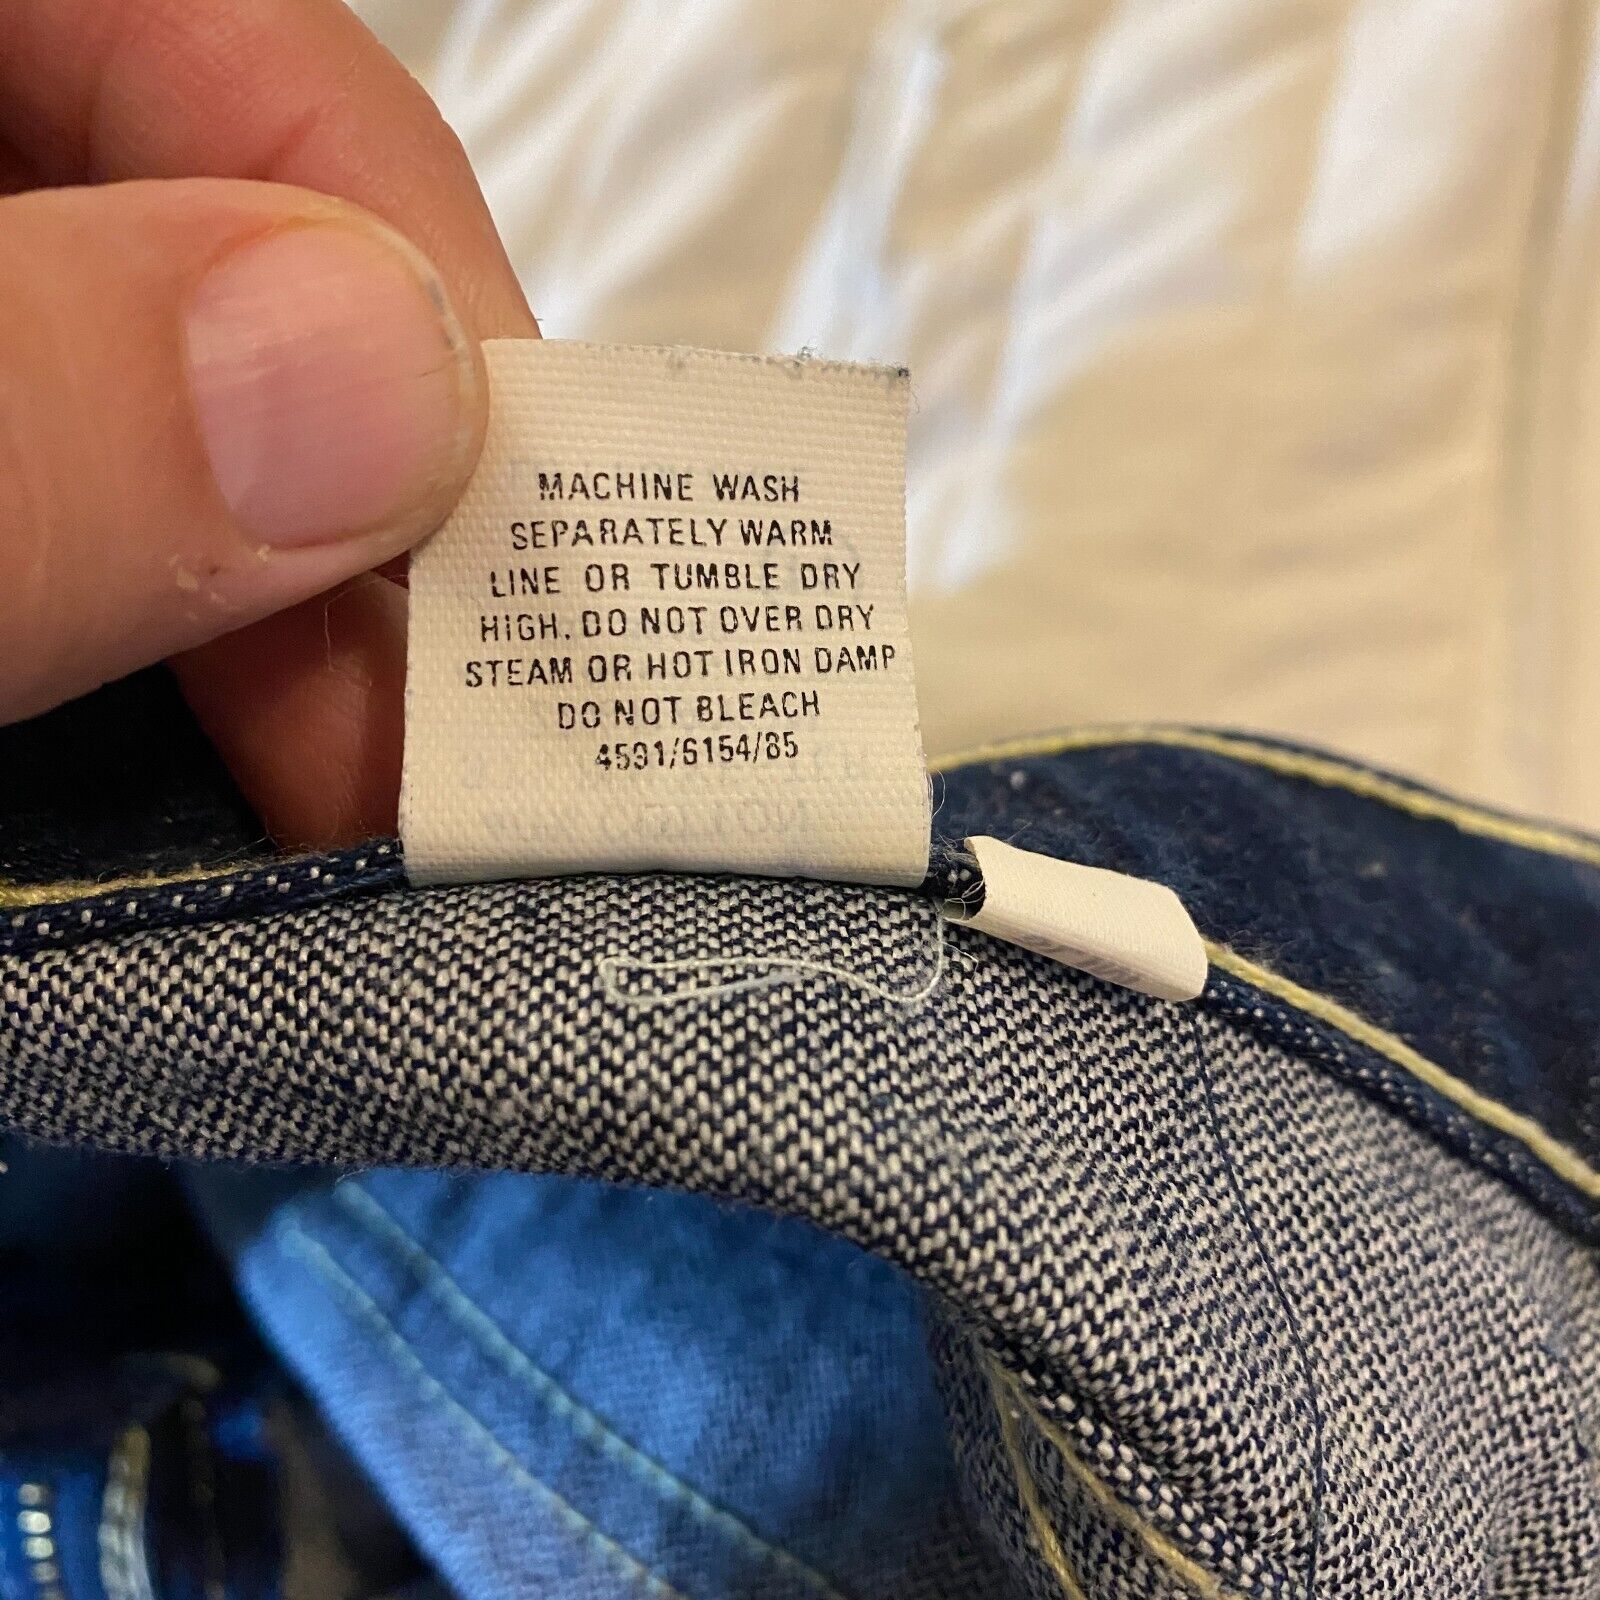 MACHINE WASH
SEPARATELY WARM
LINE OR TUMBLE DRY
HIGH. DO NOT OVER DRY
STEAM OR HOT IRON DAMP
DO NOT BLEACH
4591/6154/85